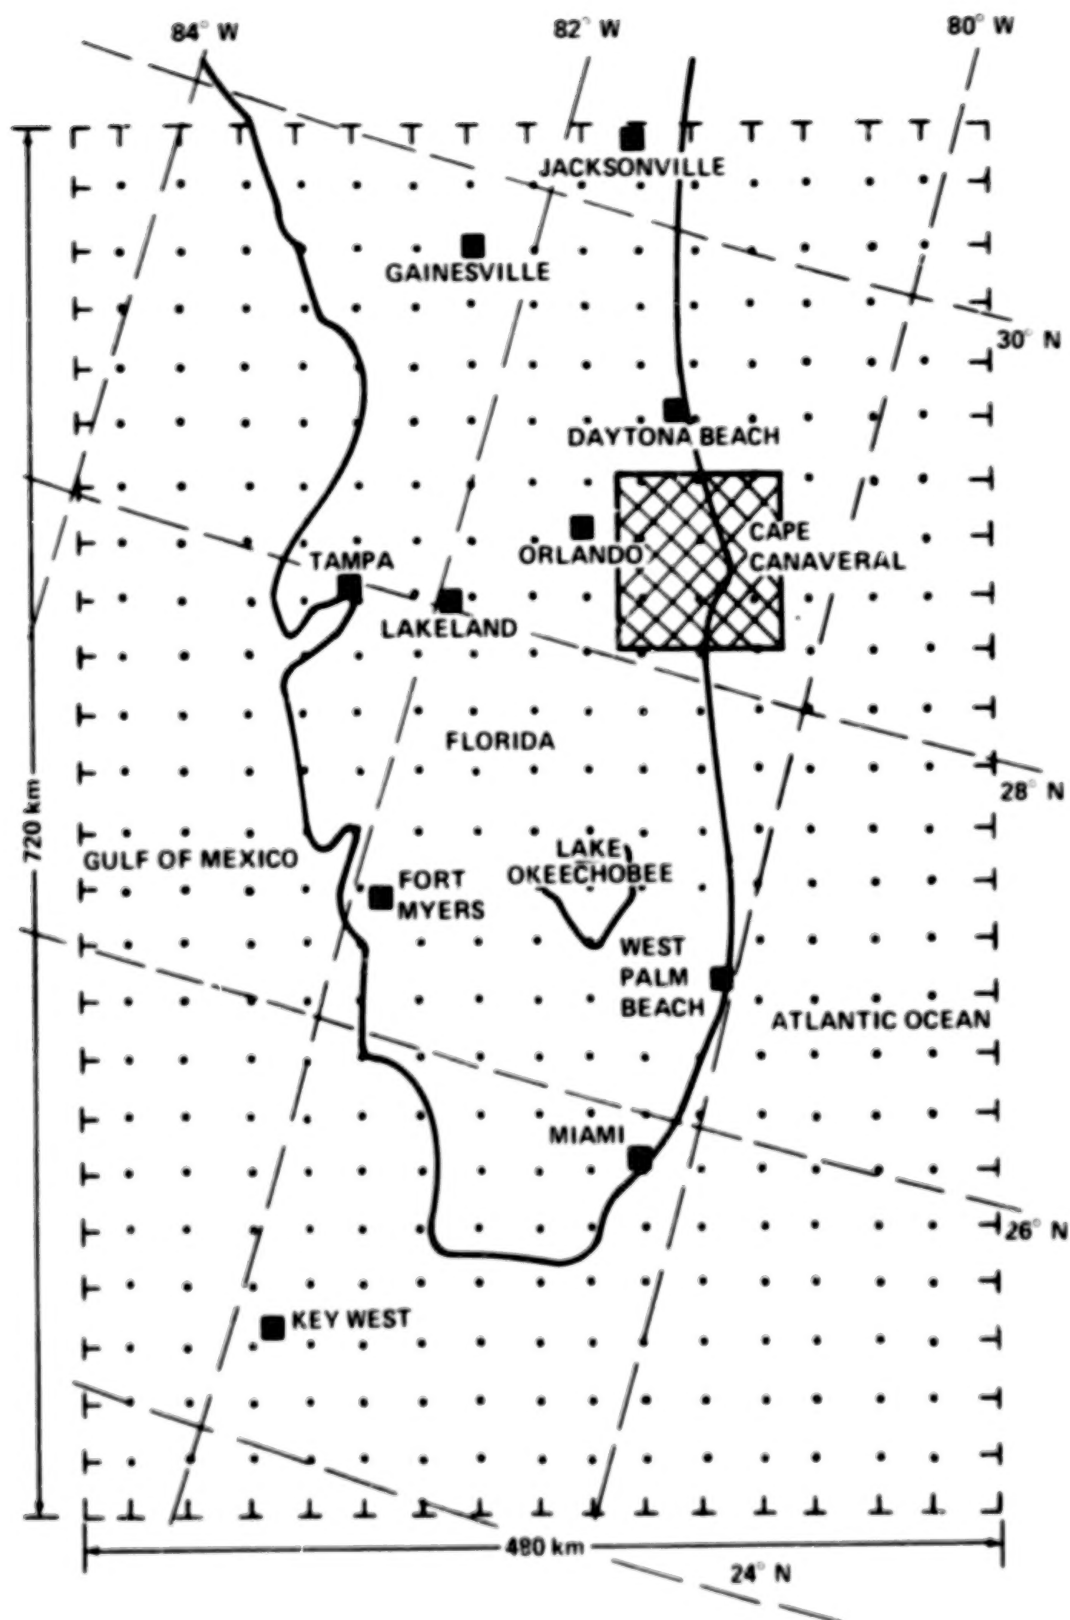 84° W
82° W
80° W
JACKSONVILLE
GAINESVILLE
30° N
DAYTONA BEACH
ORLANDO
CAPE
CANAVERAL
TAMPA
LAKELAND
FLORIDA
28° N
720 km
GULF OF MEXICO
LAKE
OKEECHOBEE
FORT
MYERS
WEST
PALM
BEACH
ATLANTIC OCEAN
MIAMI
26° N
KEY WEST
480 km
24° N